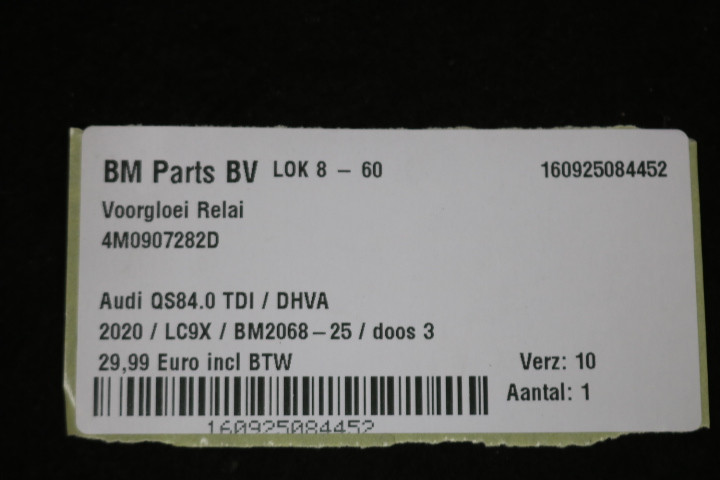 BM Parts BV LOK 8 - 60 160925084452
Voorgloei Relai
4M0907282D
Audi QS84.0 TDI / DHVA
2020 / LC9X / BM2068-25 / doos 3
29,99 Euro incl BTW Verz: 10
Aantal: 1
160925084452